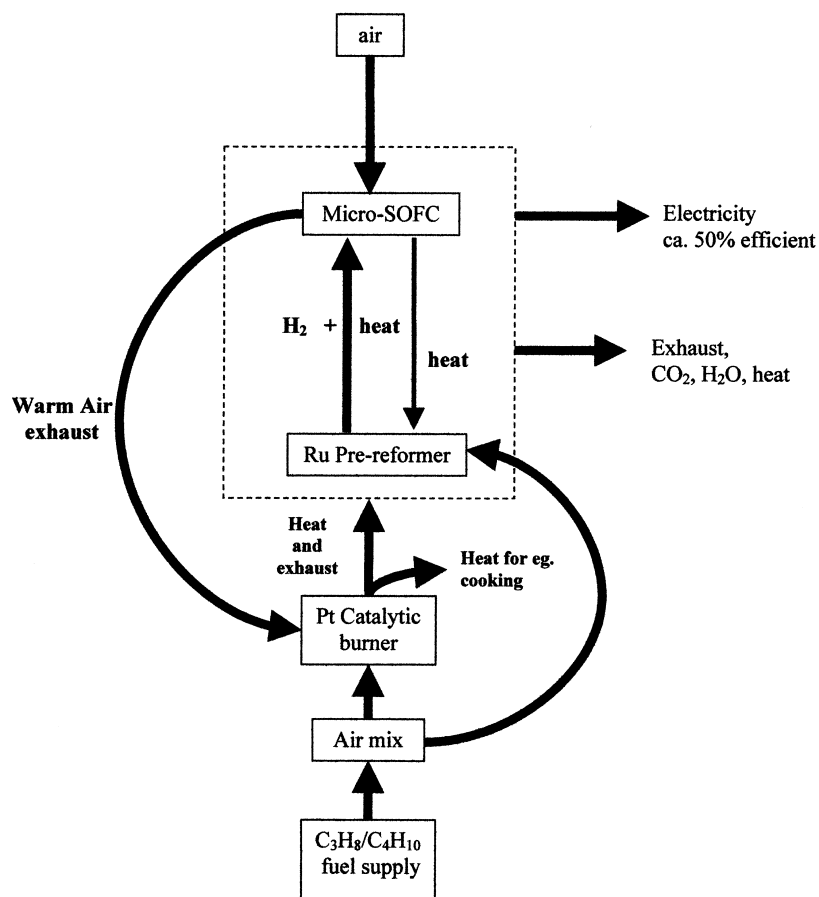 air
Micro-SOFC
Electricity
ca. 50% efficient
H₂ + heat
heat
Exhaust,
CO₂, H₂O, heat
Warm Air
exhaust
Ru Pre-reformer
Heat
and
exhaust
Heat for eg.
cooking
Pt Catalytic
burner
Air mix
C₃H₈/C₄H₁₀
fuel supply